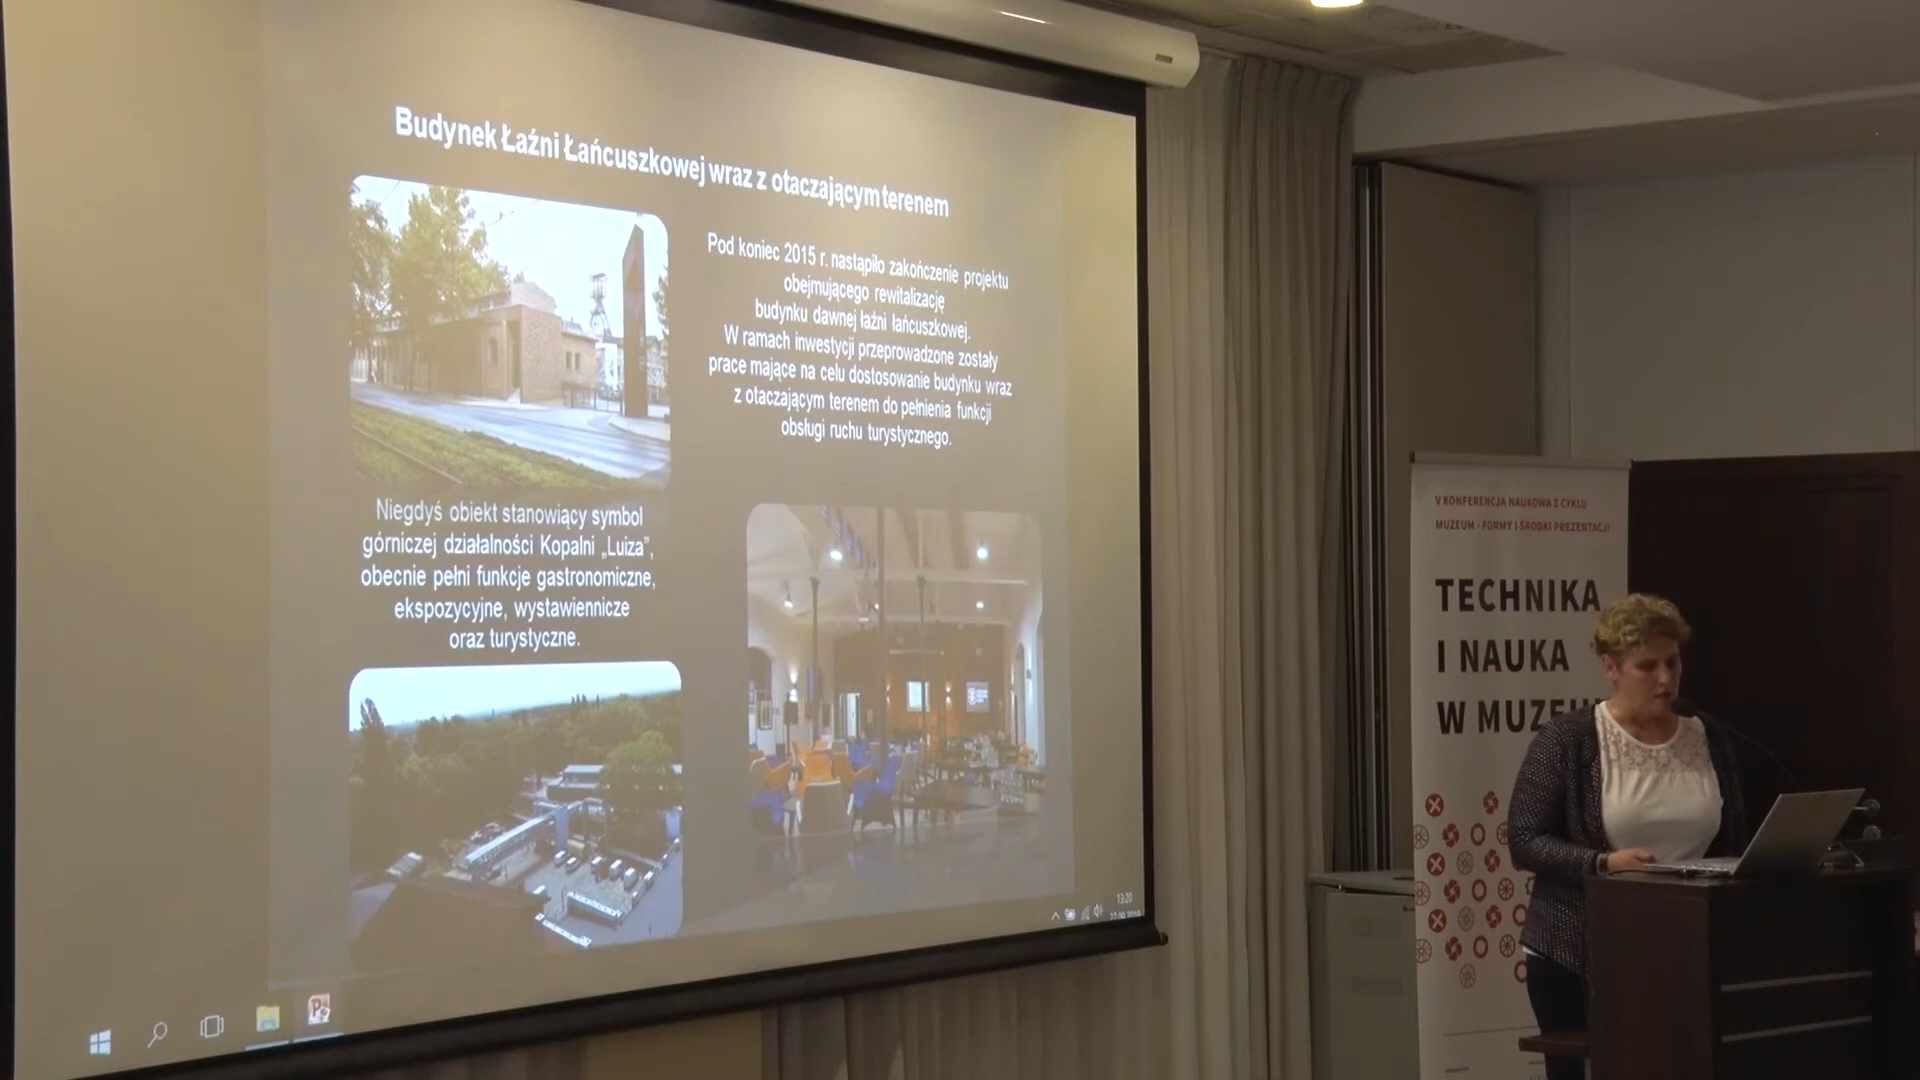 Budynek Łaźni Łańcuszkowej wraz z otaczającym terenem
Pod koniec 2015 r. nastąpiło zakończenie projektu
obejmującego rewitalizację
budynku dawnej łaźni łańcuszkowej.
W ramach inwestycji przeprowadzone zostały
prace mające na celu dostosowanie budynku wraz
z otaczającym terenem do pełnienia funkcji
obsługi ruchu turystycznego.
Niegdyś obiekt stanowiący symbol
górniczej działalności Kopalni „Luiza”,
obecnie pełni funkcje gastronomiczne,
ekspozycyjne, wystawiennicze
oraz turystyczne.
13:20
V KONFERENCJA NAUKOWA Z CYKLU
MUZEUM - FORMY I ŚRODKI PREZENTACJI
TECHNIKA
I NAUKA
W